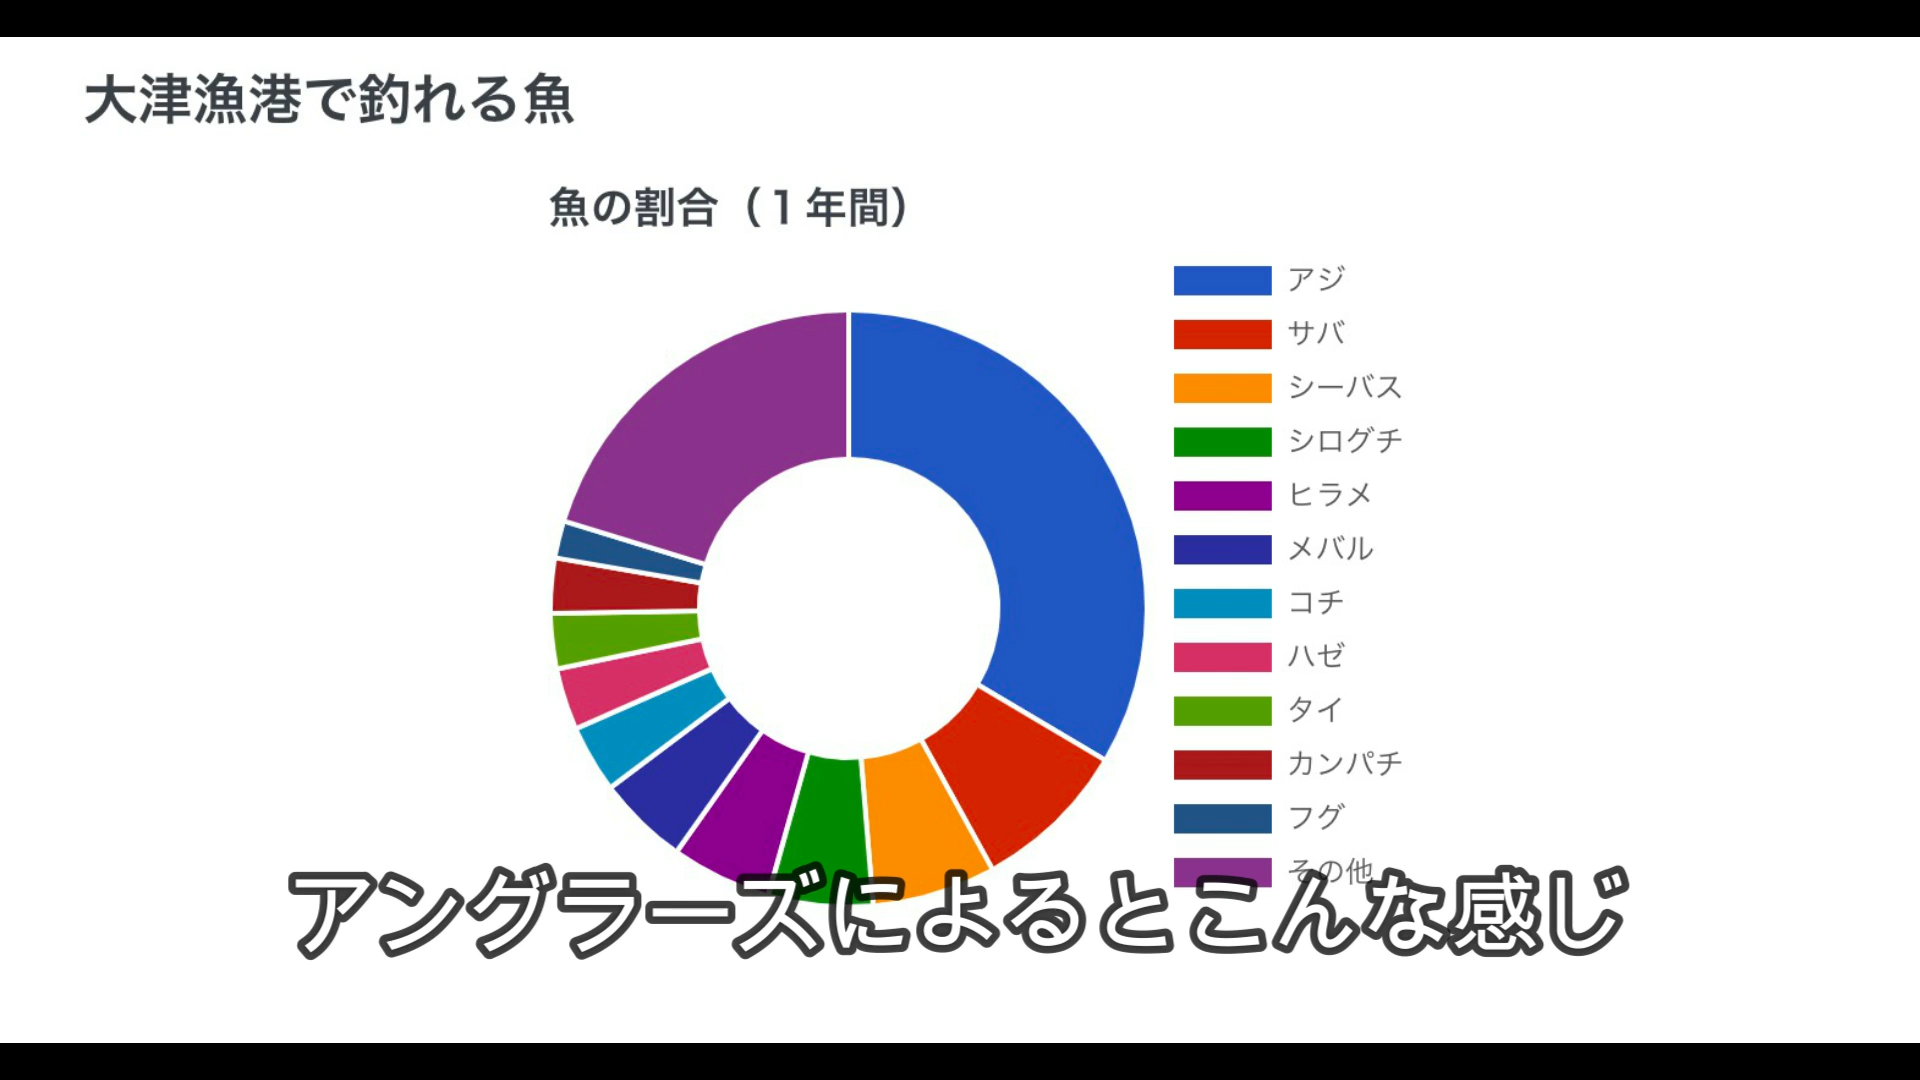 大津漁港で釣れる魚
魚の割合（１年間）
アジ
サバ
シーバス
シログチ
ヒラメ
メバル
コチ
ハゼ
タイ
カンパチ
フグ
その他
アングラーズによるとこんな感じ